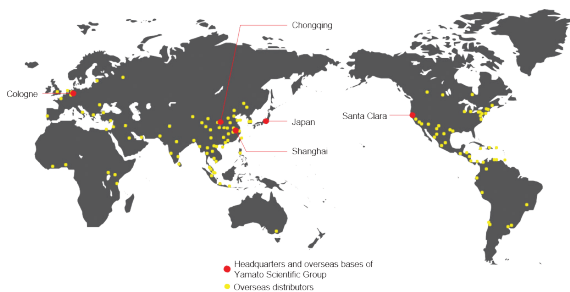 Chongqing
Cologne
Japan
Santa Clara
Shanghai
Headquarters and overseas bases of
Yamato Scientific Group
Overseas distributors